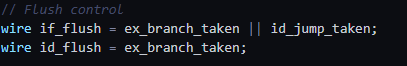 // Flush control
wire if_flush = ex_branch_taken || id_jump_taken;
wire id_flush = ex_branch_taken;